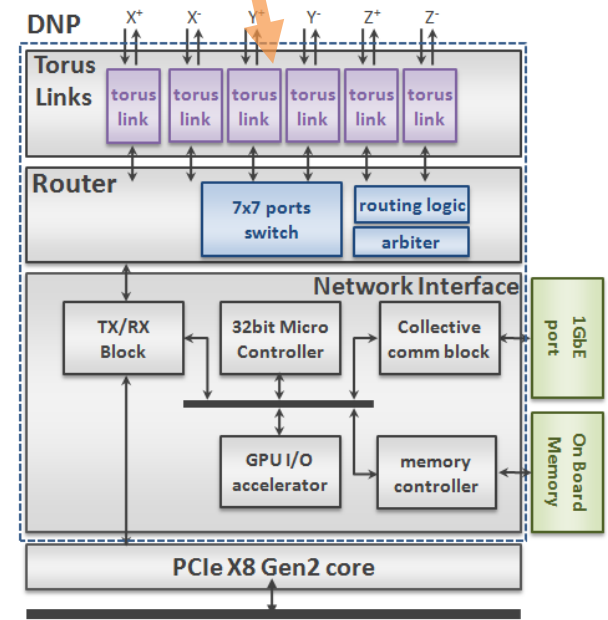 DNP
X+ X- Y+ Y- Z+ Z-
Torus
Links
torus
link
torus
link
torus
link
torus
link
torus
link
torus
link
Router
7x7 ports
switch
routing logic
arbiter
Network Interface
TX/RX
Block
32bit Micro
Controller
Collective
comm block
1GbE
port
GPU I/O
accelerator
memory
controller
On Board
Memory
PCIe X8 Gen2 core